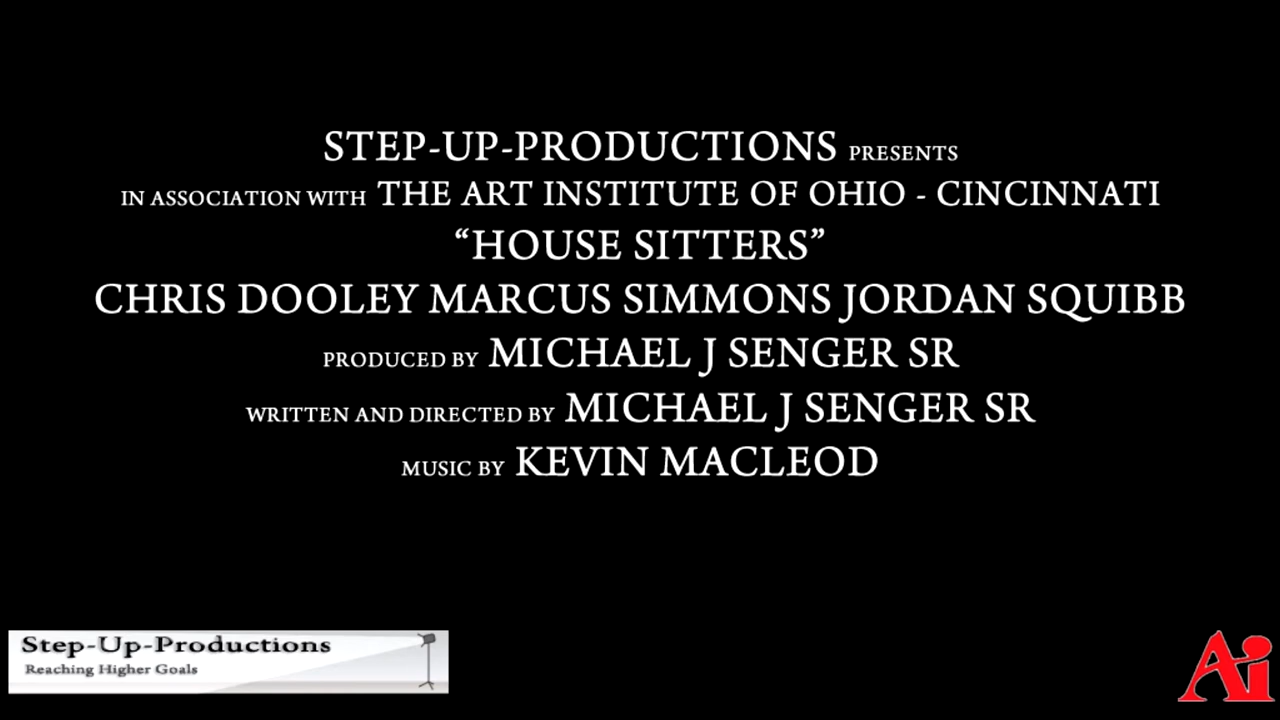 STEP-UP-PRODUCTIONS PRESENTS
IN ASSOCIATION WITH THE ART INSTITUTE OF OHIO - CINCINNATI
“HOUSE SITTERS”
CHRIS DOOLEY MARCUS SIMMONS JORDAN SQUIBB
PRODUCED BY MICHAEL J SENGER SR
WRITTEN AND DIRECTED BY MICHAEL J SENGER SR
MUSIC BY KEVIN MACLEOD
Step-Up-Productions
Reaching Higher Goals
Ai